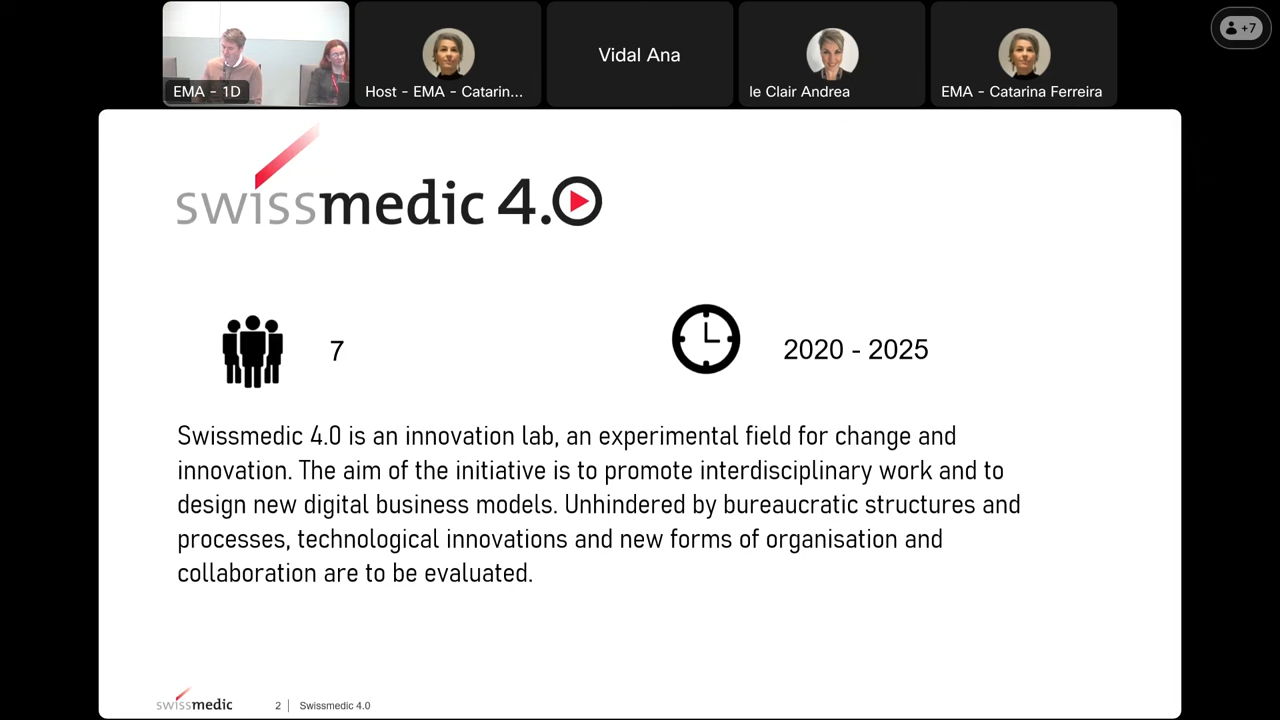 EMA - 1D
Host - EMA - Catarin...
Vidal Ana
le Clair Andrea
EMA - Catarina Ferreira
+7
swissmedic 4.0
7
2020 - 2025
Swissmedic 4.0 is an innovation lab, an experimental field for change and
innovation. The aim of the initiative is to promote interdisciplinary work and to
design new digital business models. Unhindered by bureaucratic structures and
processes, technological innovations and new forms of organisation and
collaboration are to be evaluated.
swissmedic 2 | Swissmedic 4.0